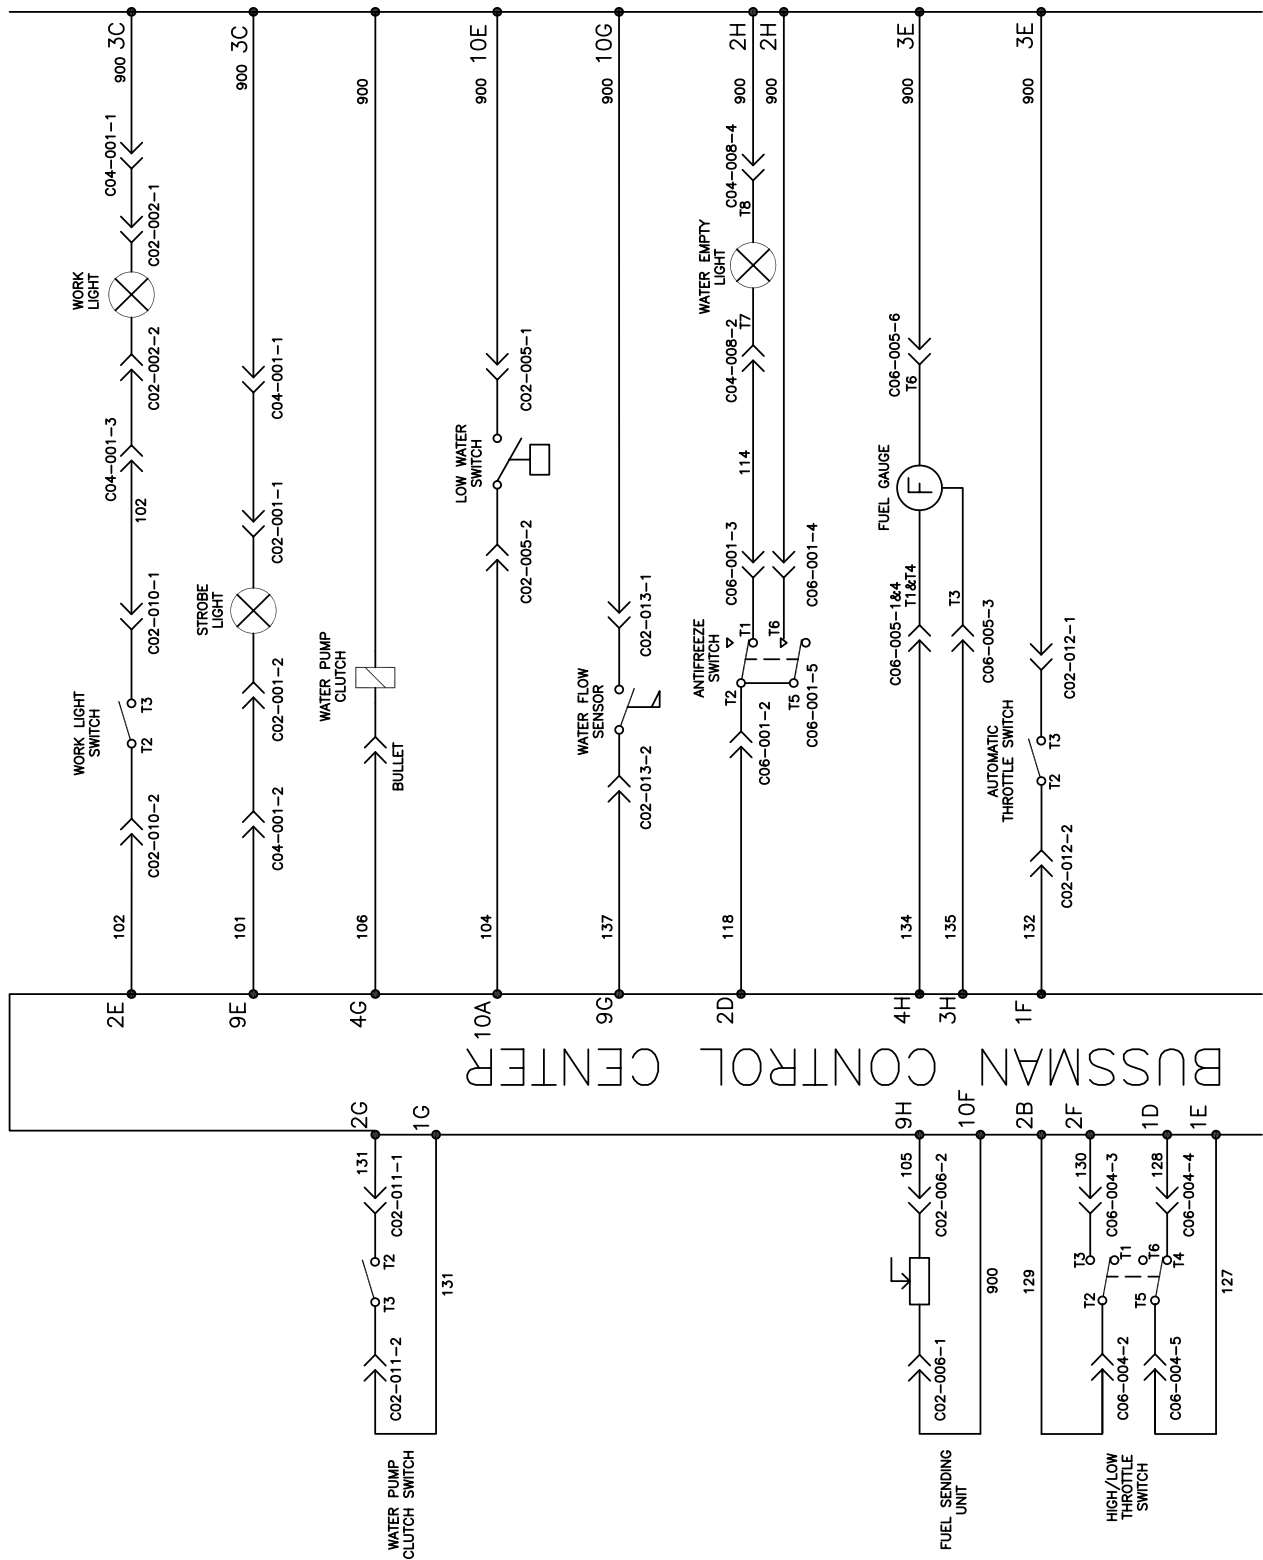 WORK LIGHT
SWITCH
102
2E
C02-010-2
T2
T3
C02-010-1
102
C04-001-3
C02-002-2
WORK
LIGHT
C02-002-1
C04-001-1
900
3C
STROBE
LIGHT
101
9E
C04-001-2
C02-001-2
C02-001-1
C04-001-1
900
3C
WATER PUMP
CLUTCH
106
4G
BULLET
900
LOW WATER
SWITCH
104
10A
C02-005-2
C02-005-1
900
10E
WATER FLOW
SENSOR
137
9G
C02-013-2
C02-013-1
900
10G
ANTIFREEZE
SWITCH
118
2D
C06-001-2
T2
T1
T5
T6
C06-001-5
C06-001-3
C06-001-4
114
C04-008-2
T7
WATER EMPTY
LIGHT
T8
C04-008-4
900
2H
900
2H
FUEL GAUGE
F
134
4H
135
3H
C06-005-1&4
T1&T4
T3
C06-005-3
T6
C06-005-6
900
3E
AUTOMATIC
THROTTLE SWITCH
132
1F
C02-012-2
T2
T3
C02-012-1
900
3E
BUSSMAN CONTROL CENTER
WATER PUMP
CLUTCH SWITCH
C02-011-2
T3
T2
C02-011-1
131
2G
131
1G
FUEL SENDING
UNIT
C02-006-1
C02-006-2
105
9H
900
10F
HIGH/LOW
THROTTLE
SWITCH
129
2B
C06-004-2
T2
T3
T1
C06-004-3
130
2F
C06-004-5
T5
T6
T4
C06-004-4
128
1D
127
1E